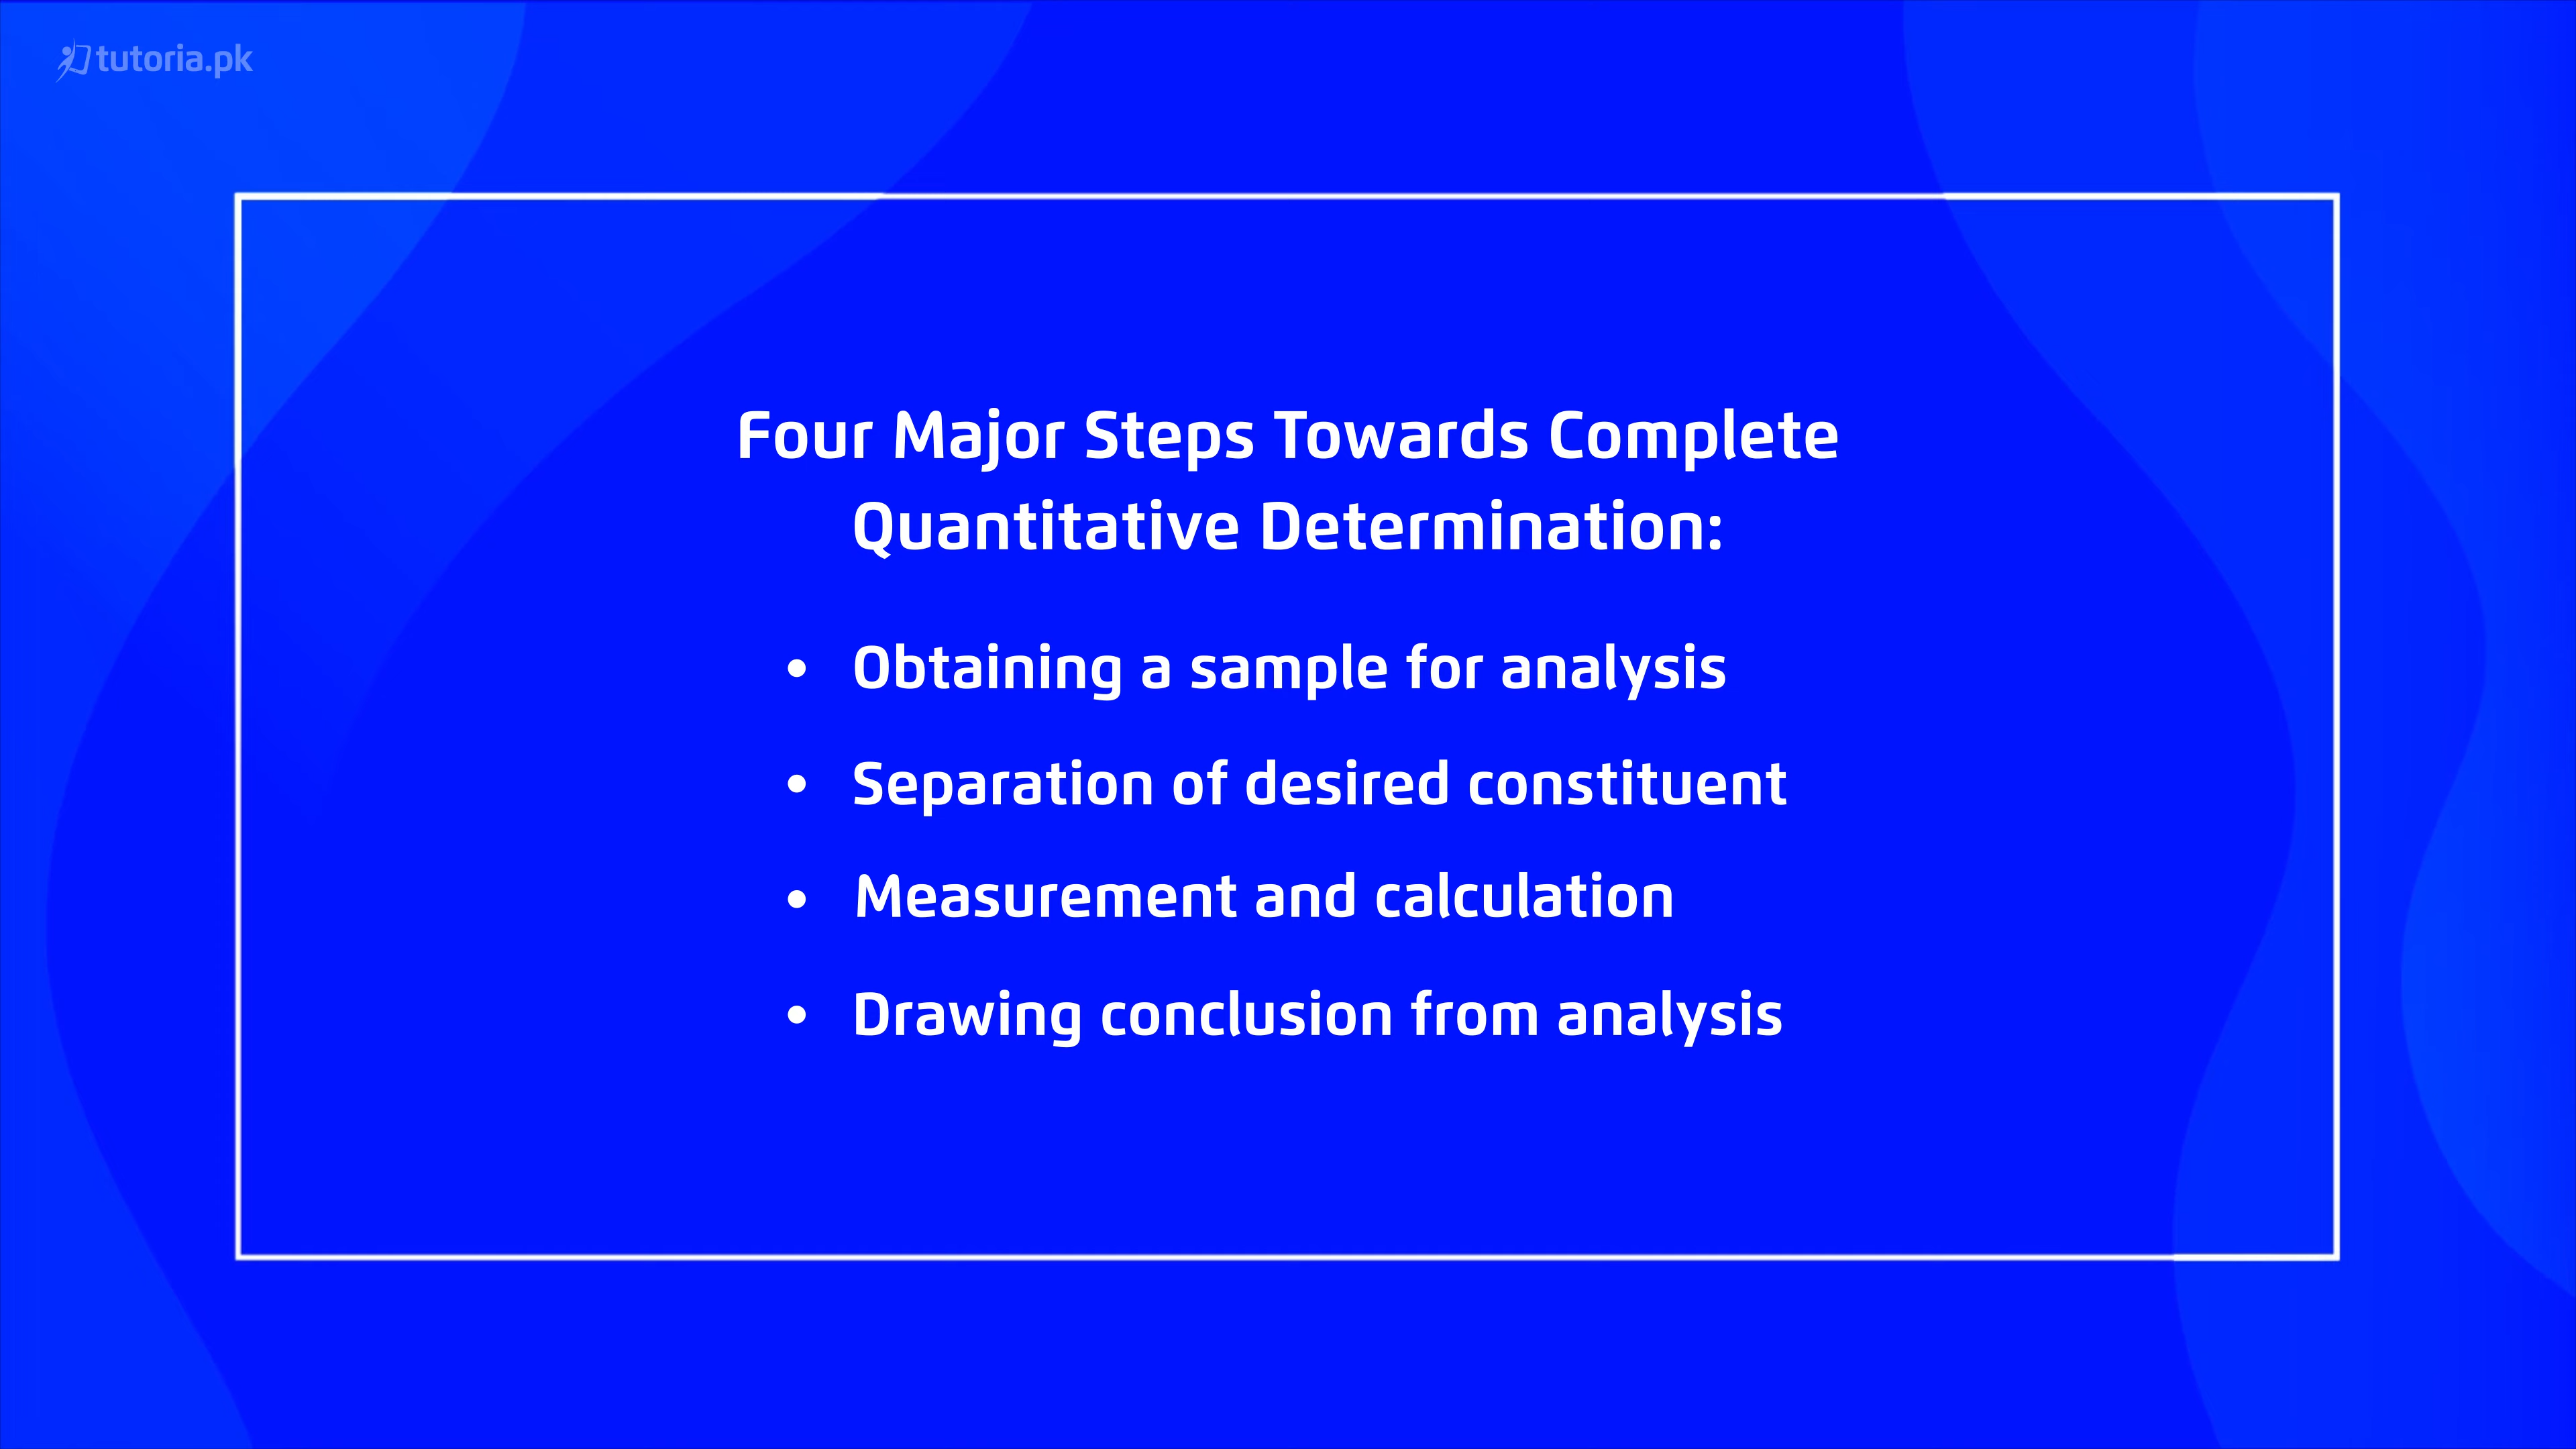 tutoria.pk
Four Major Steps Towards Complete
Quantitative Determination:
• Obtaining a sample for analysis
• Separation of desired constituent
• Measurement and calculation
• Drawing conclusion from analysis